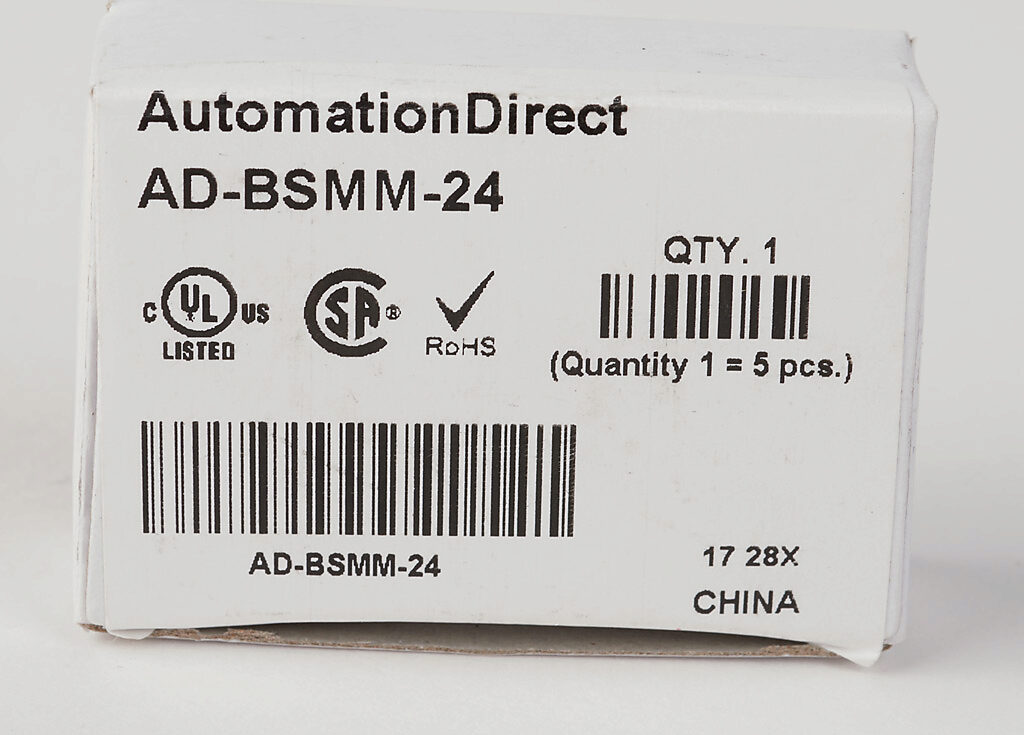 AutomationDirect
AD-BSMM-24
QTY. 1
C UL US
LISTED
SA®
RoHS
(Quantity 1 = 5 pcs.)
AD-BSMM-24
17 28X
CHINA